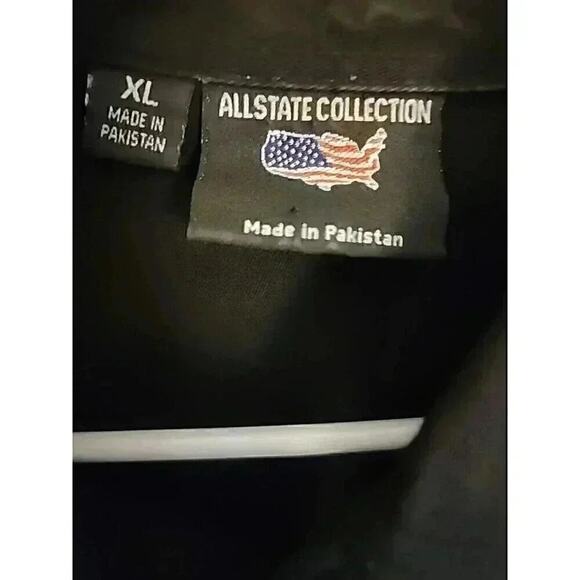 XL
MADE IN
PAKISTAN
ALLSTATE COLLECTION
Made in Pakistan